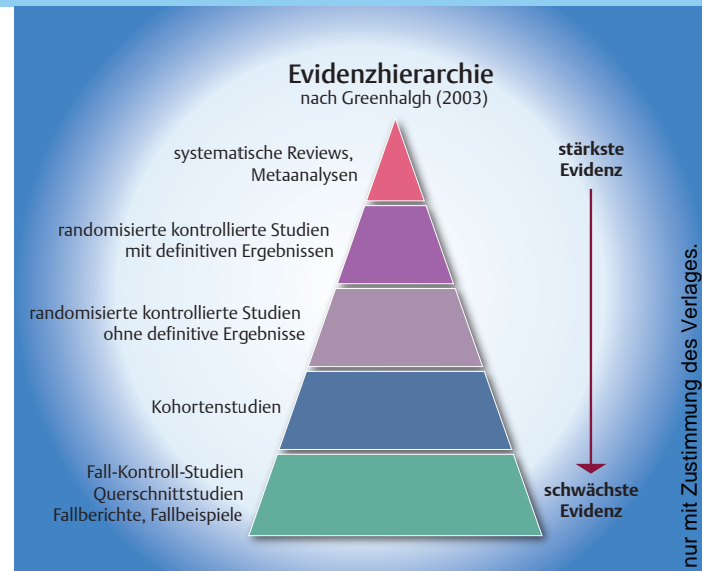 Evidenzhierarchie
nach Greenhalgh (2003)
systematische Reviews,
Metaanalysen
randomisierte kontrollierte Studien
mit definitiven Ergebnissen
randomisierte kontrollierte Studien
ohne definitive Ergebnisse
Kohortenstudien
Fall-Kontroll-Studien
Querschnittstudien
Fallberichte, Fallbeispiele
stärkste
Evidenz
schwächste
Evidenz
nur mit Zustimmung des Verlages.